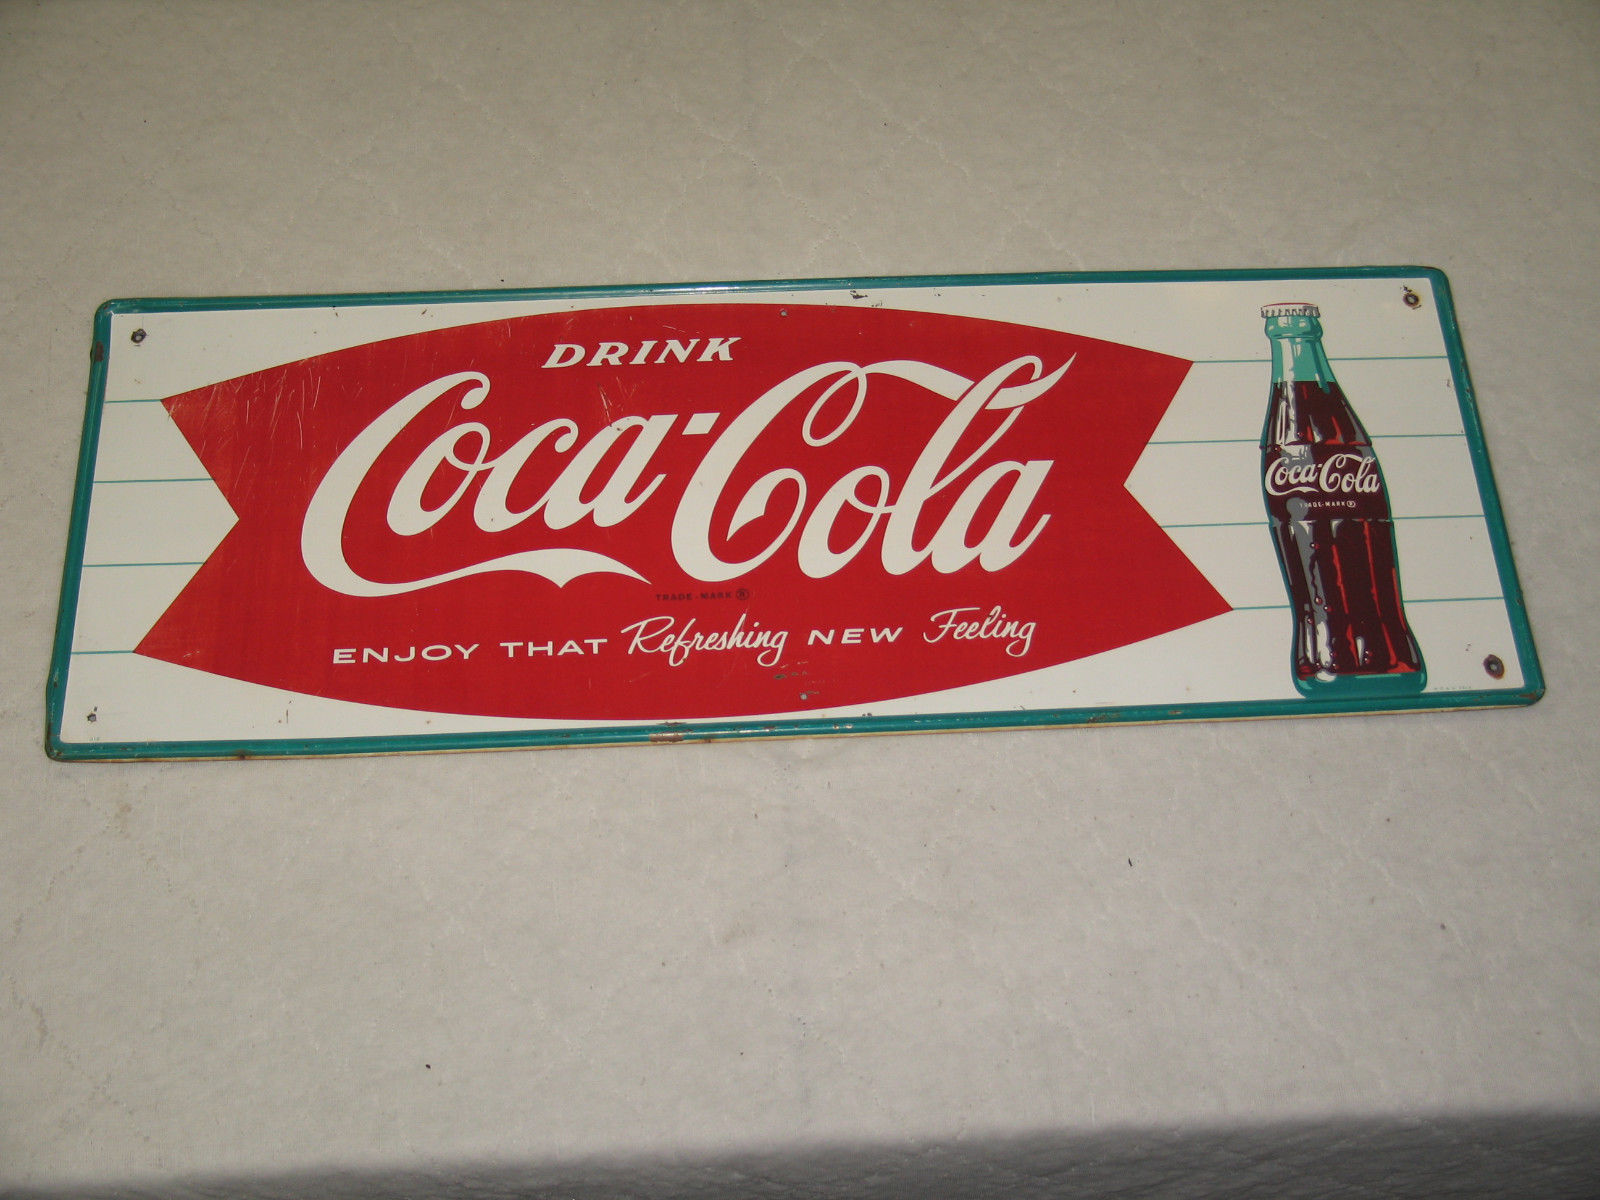 DRINK
Coca-Cola
TRADE-MARK ®
ENJOY THAT Refreshing NEW Feeling
Coca-Cola
TRADE-MARK ®